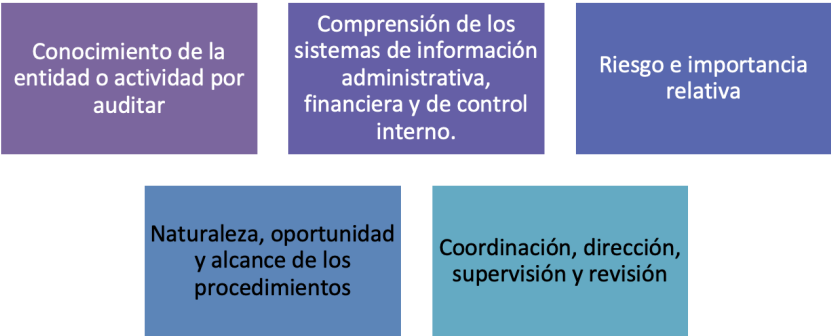 Conocimiento de la
entidad o actividad por
auditar
Comprensión de los
sistemas de información
administrativa,
financiera y de control
interno.
Riesgo e importancia
relativa
Naturaleza, oportunidad
y alcance de los
procedimientos
Coordinación, dirección,
supervisión y revisión